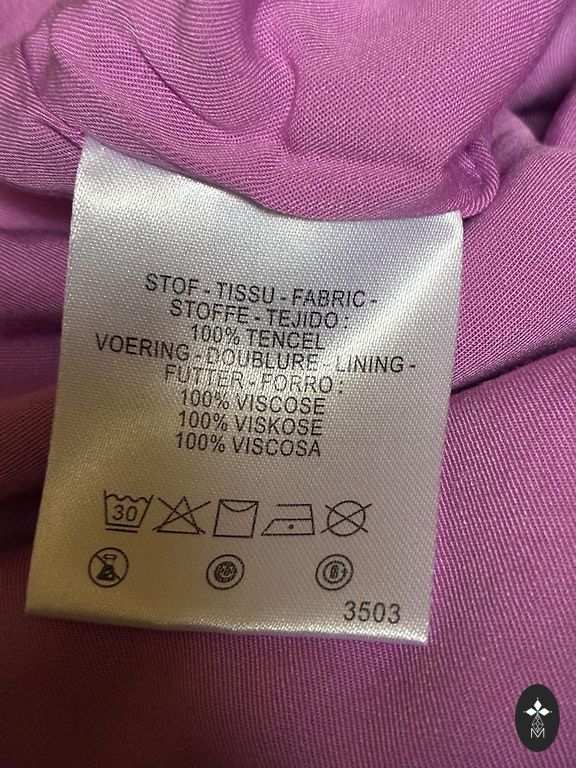 STOF - TISSU - FABRIC -
STOFFE - TEJIDO :
100% TENCEL
VOERING - DOUBLURE - LINING -
FUTTER - FORRO :
100% VISCOSE
100% VISKOSE
100% VISCOSA
30
3503
M